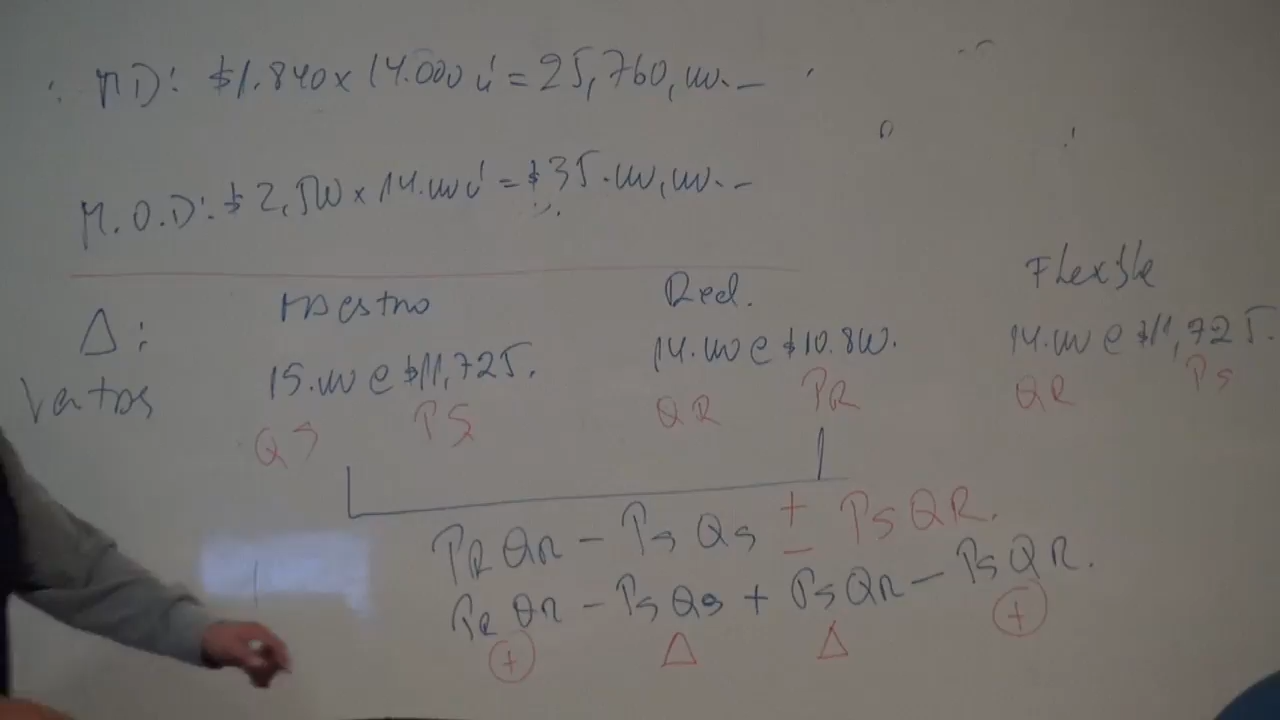 ∴ MD: $1.840 x 14.000 u = 25,760,000.–
M.O.D: $2,500 x 14.000 u = $35.000,000.–
Δ: Maestro Real. Flexible
Ventas 15.000 @ $11,725. 14.000 @ $10.800. 14.000 @ $11,725.
QS PS QR PR QR PS
PR QR – PS QS ± PS QR.
PR QR – PS QS + PS QR – PS QR.
(+) Δ Δ (+)